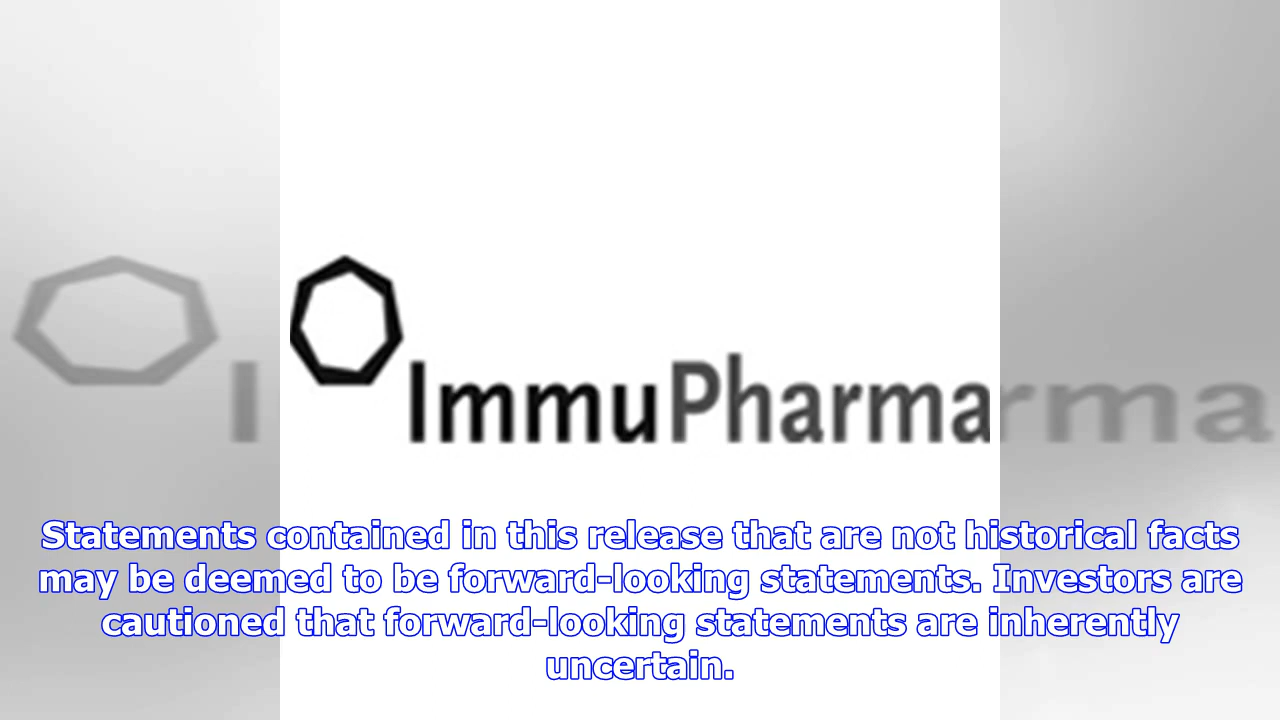 ImmuPharma
Statements contained in this release that are not historical facts
may be deemed to be forward-looking statements. Investors are
cautioned that forward-looking statements are inherently
uncertain.